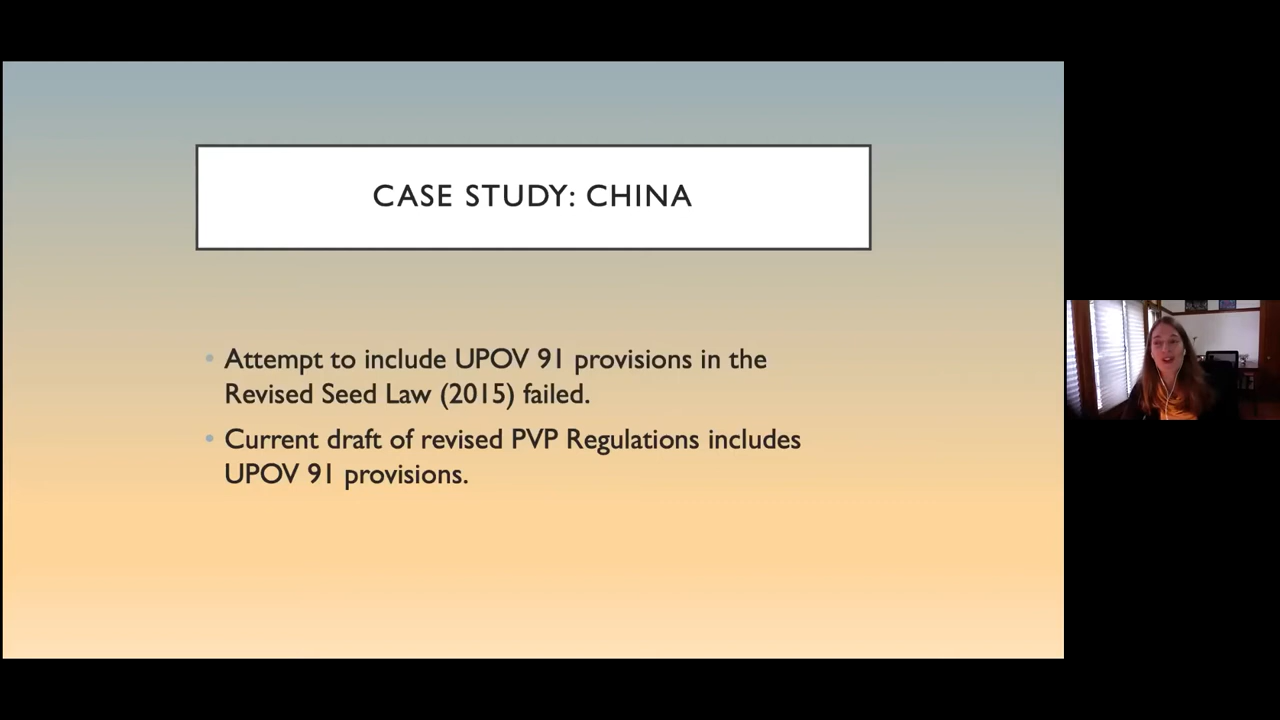 CASE STUDY: CHINA
• Attempt to include UPOV 91 provisions in the
Revised Seed Law (2015) failed.
• Current draft of revised PVP Regulations includes
UPOV 91 provisions.